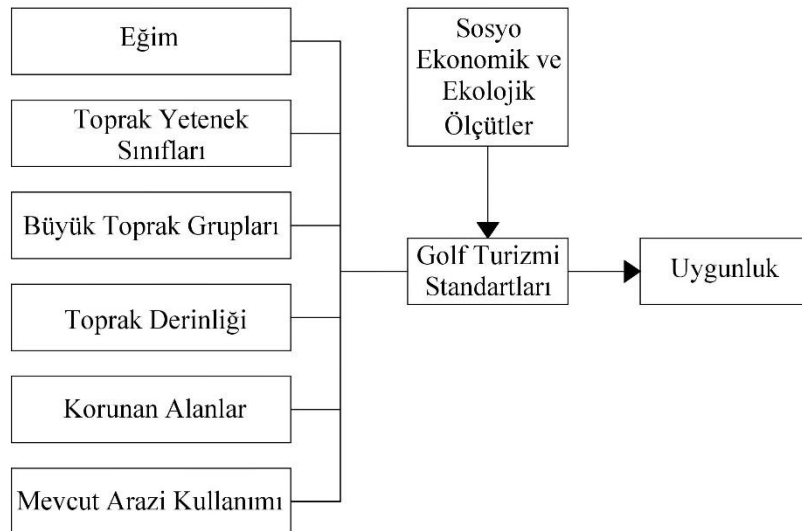 Eğim
Toprak Yetenek
Sınıfları
Büyük Toprak Grupları
Toprak Derinliği
Korunan Alanlar
Mevcut Arazi Kullanımı
Sosyo
Ekonomik ve
Ekolojik
Ölçütler
Golf Turizmi
Standartları
Uygunluk